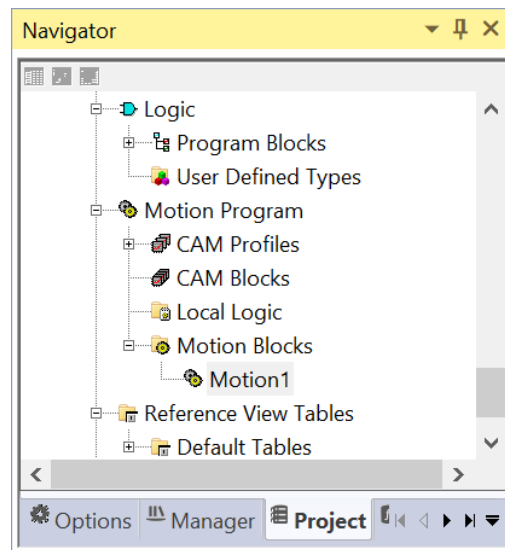 Navigator
Logic
Program Blocks
User Defined Types
Motion Program
CAM Profiles
CAM Blocks
Local Logic
Motion Blocks
Motion1
Reference View Tables
Default Tables
Options Manager Project